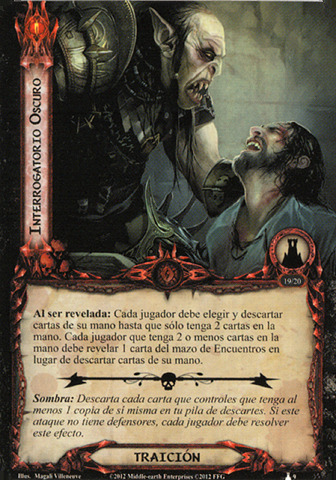 INTERROGATORIO OSCURO
19/20
Al ser revelada: Cada jugador debe elegir y descartar
cartas de su mano hasta que sólo tenga 2 cartas en la
mano. Cada jugador que tenga 2 o menos cartas en la
mano debe revelar 1 carta del mazo de Encuentros en
lugar de descartar cartas de su mano.
Sombra: Descarta cada carta que controles que tenga al
menos 1 copia de sí misma en tu pila de descartes. Si este
ataque no tiene defensores, cada jugador debe resolver
este efecto.
TRAICIÓN
Illus. Magali Villeneuve
©2012 Middle-earth Enterprises ©2012 FFG
9